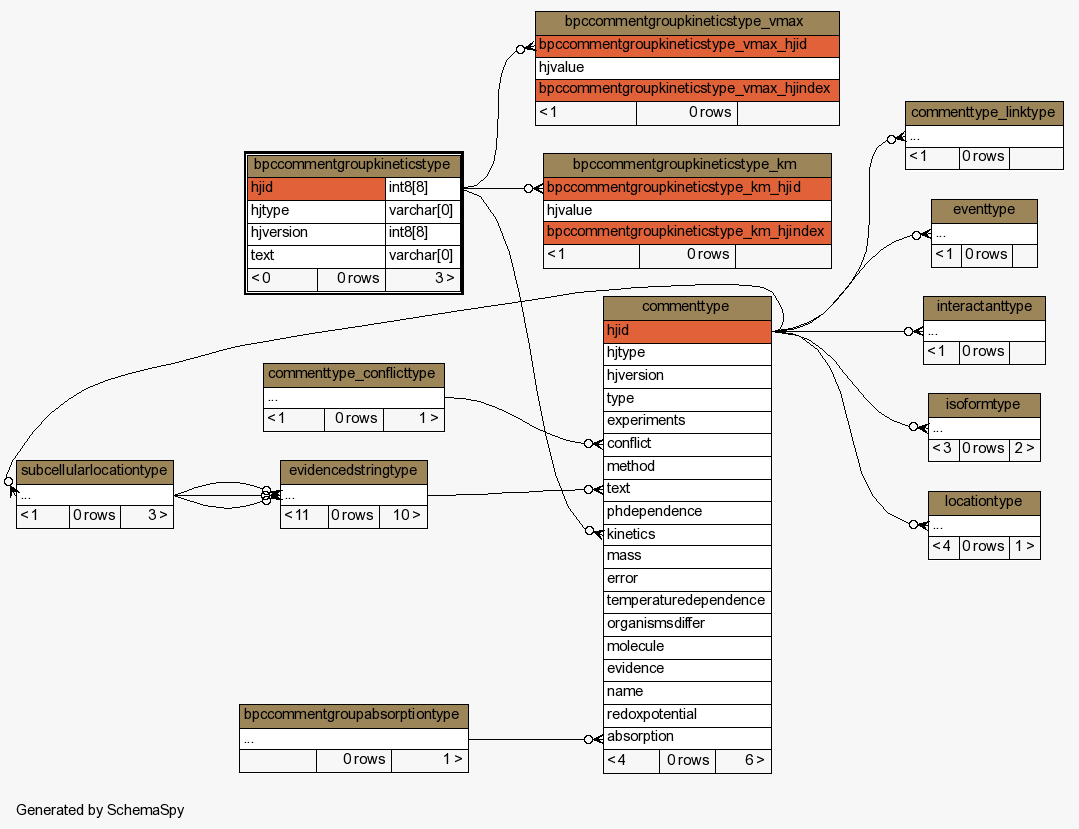 bpccommentgroupkineticstype_vmax
bpccommentgroupkineticstype_vmax_hjid
hjvalue
bpccommentgroupkineticstype_vmax_hjindex
< 1 0 rows
commenttype_linktype
...
< 1 0 rows
bpccommentgroupkineticstype
hjid int8[8]
hjtype varchar[0]
hjversion int8[8]
text varchar[0]
< 0 0 rows 3 >
bpccommentgroupkineticstype_km
bpccommentgroupkineticstype_km_hjid
hjvalue
bpccommentgroupkineticstype_km_hjindex
< 1 0 rows
eventtype
...
< 1 0 rows
commenttype
hjid
hjtype
hjversion
type
experiments
conflict
method
text
phdependence
kinetics
mass
error
temperaturedependence
organismsdiffer
molecule
evidence
name
redoxpotential
absorption
< 4 0 rows 6 >
interactanttype
...
< 1 0 rows
commenttype_conflicttype
...
< 1 0 rows 1 >
isoformtype
...
< 3 0 rows 2 >
subcellularlocationtype
...
< 1 0 rows 3 >
evidencedstringtype
...
< 11 0 rows 10 >
locationtype
...
< 4 0 rows 1 >
bpccommentgroupabsorptiontype
...
0 rows 1 >
Generated by SchemaSpy